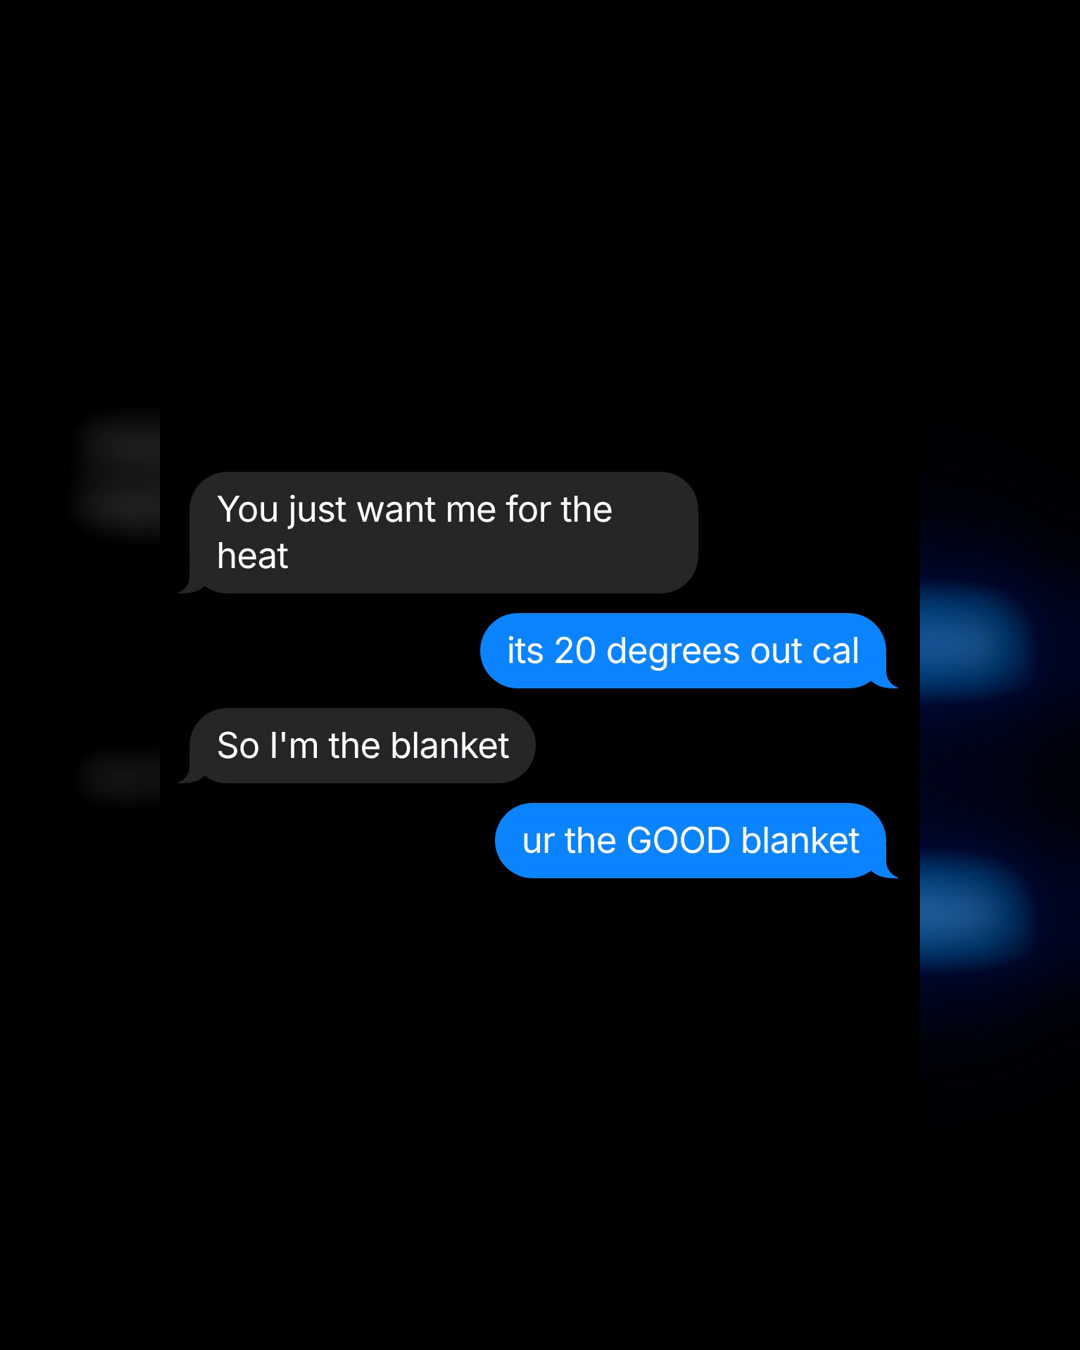 You just want me for the
heat
its 20 degrees out cal
So I'm the blanket
ur the GOOD blanket